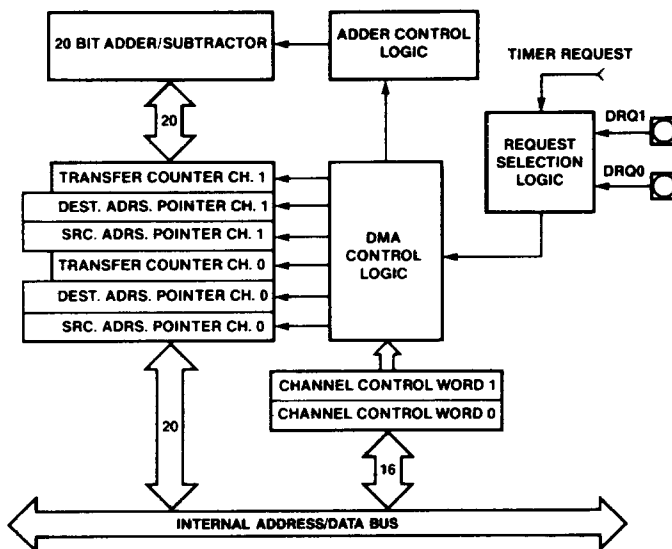 20 BIT ADDER/SUBTRACTOR
ADDER CONTROL
LOGIC
TIMER REQUEST
20
DRQ1
REQUEST
SELECTION
LOGIC
DRQ0
TRANSFER COUNTER CH. 1
DEST. ADRS. POINTER CH. 1
SRC. ADRS. POINTER CH. 1
TRANSFER COUNTER CH. 0
DEST. ADRS. POINTER CH. 0
SRC. ADRS. POINTER CH. 0
DMA
CONTROL
LOGIC
CHANNEL CONTROL WORD 1
CHANNEL CONTROL WORD 0
20
16
INTERNAL ADDRESS/DATA BUS